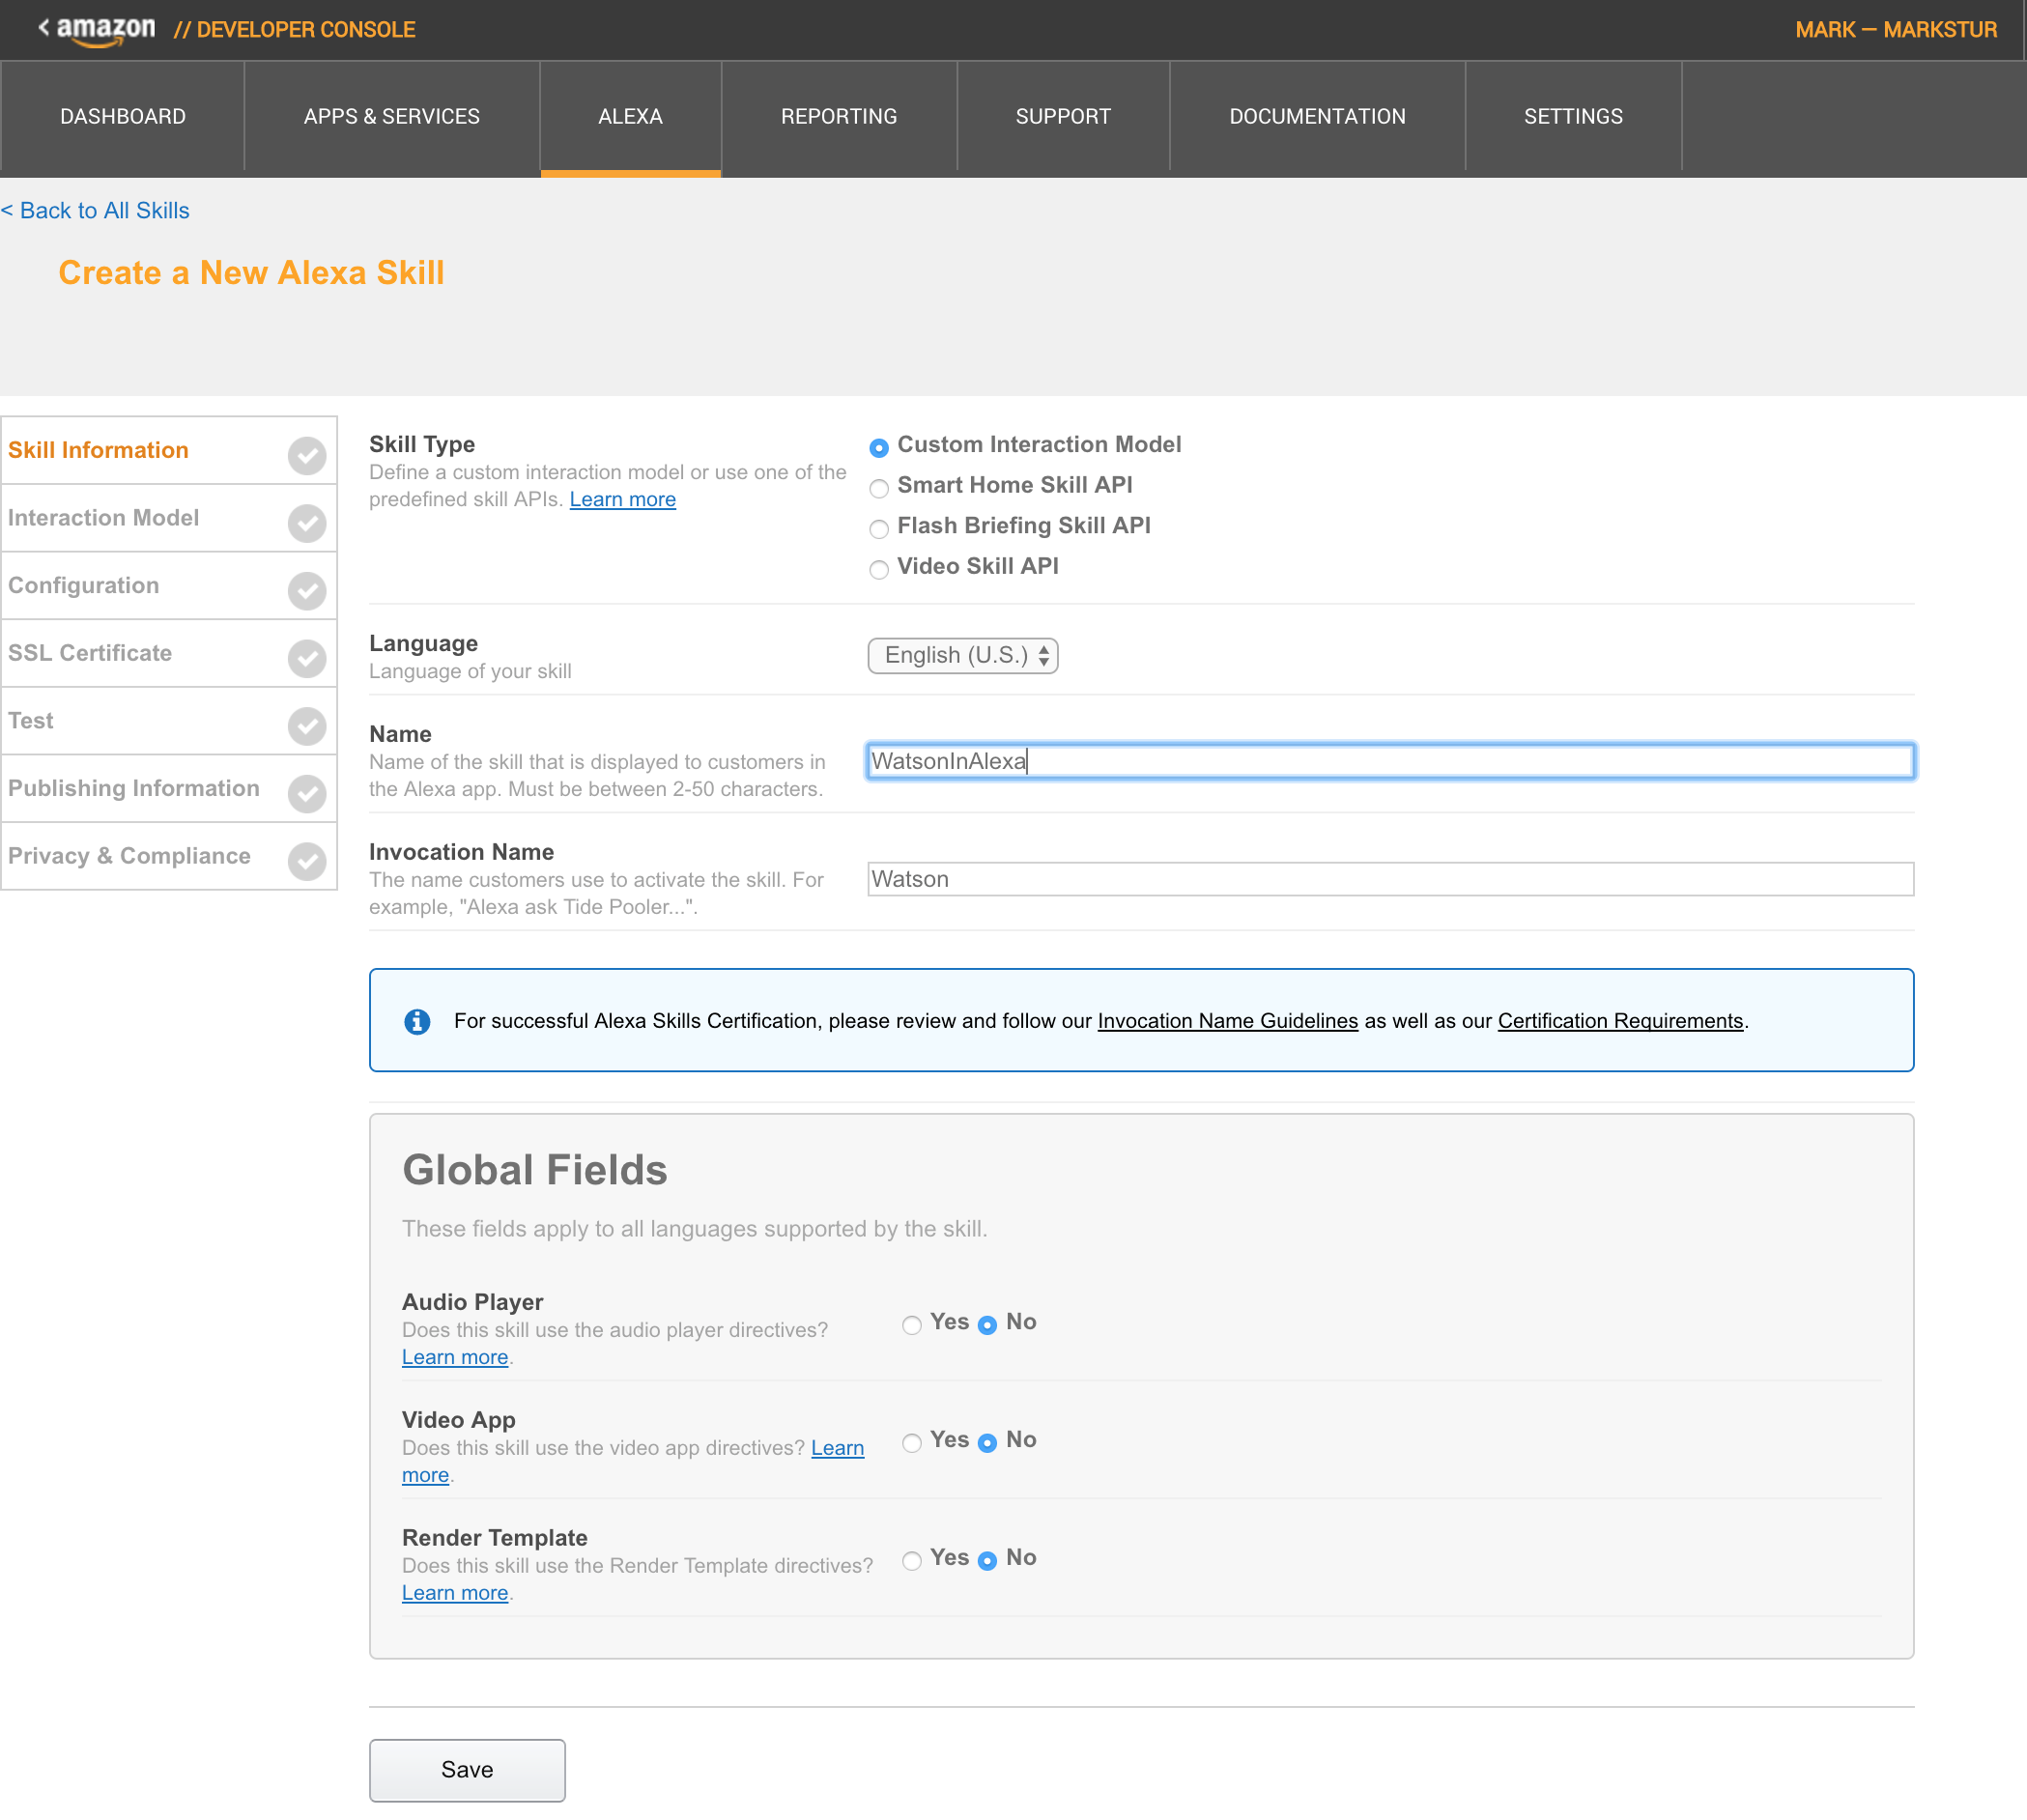 < amazon // DEVELOPER CONSOLE
MARK — MARKSTUR
DASHBOARD
APPS & SERVICES
ALEXA
REPORTING
SUPPORT
DOCUMENTATION
SETTINGS
< Back to All Skills
Create a New Alexa Skill
Skill Information
Interaction Model
Configuration
SSL Certificate
Test
Publishing Information
Privacy & Compliance
Skill Type
Define a custom interaction model or use one of the
predefined skill APIs. Learn more
Custom Interaction Model
Smart Home Skill API
Flash Briefing Skill API
Video Skill API
Language
Language of your skill
English (U.S.)
Name
Name of the skill that is displayed to customers in
the Alexa app. Must be between 2-50 characters.
WatsonInAlexa
Invocation Name
The name customers use to activate the skill. For
example, "Alexa ask Tide Pooler...".
Watson
For successful Alexa Skills Certification, please review and follow our Invocation Name Guidelines as well as our Certification Requirements.
Global Fields
These fields apply to all languages supported by the skill.
Audio Player
Does this skill use the audio player directives?
Learn more.
Yes No
Video App
Does this skill use the video app directives? Learn
more.
Yes No
Render Template
Does this skill use the Render Template directives?
Learn more.
Yes No
Save